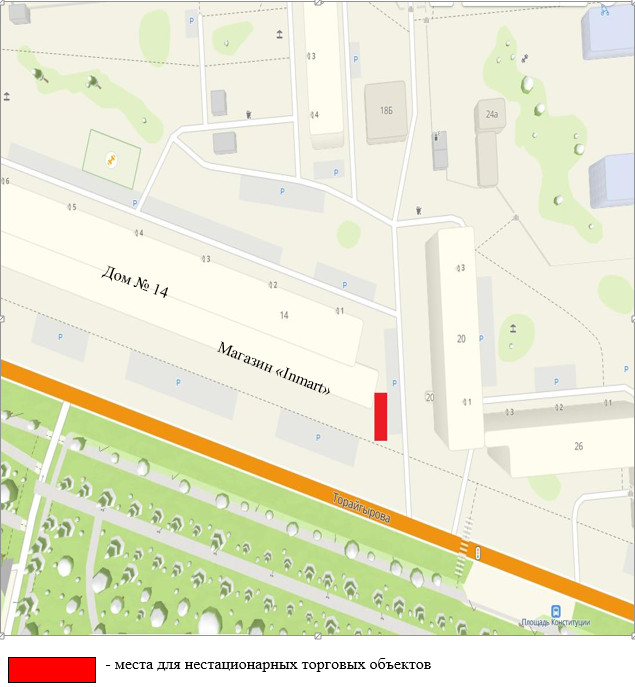 P
3
P
18Б
24а
4
P
P
P
6
5
4
3
2
14
1
P
3
20
P
P
20
1
Дом № 14
Магазин «Inmart»
P
P
P
P
3
2
1
26
Торайгырова
Площадь Конституции
- места для нестационарных торговых объектов